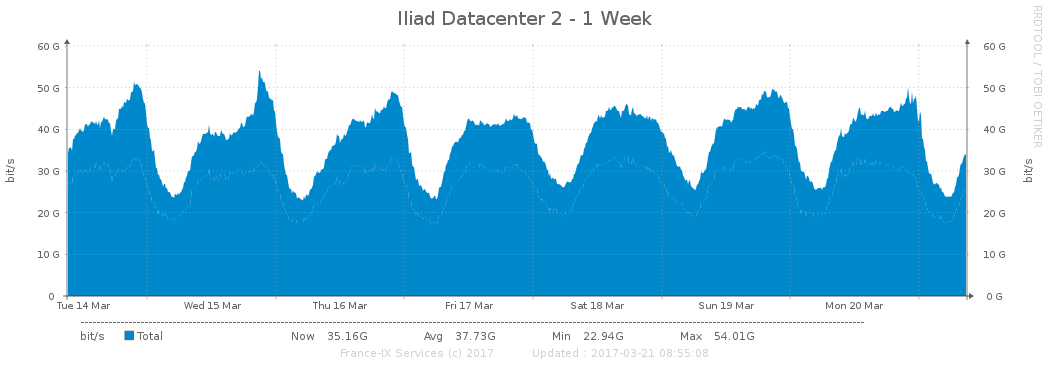 Iliad Datacenter 2 - 1 Week
RRDTOOL / TOBI OETIKER
60 G 60 G
50 G 50 G
40 G 40 G
30 G 30 G
20 G 20 G
10 G 10 G
0 0 G
bit/s bit/s
Tue 14 Mar Wed 15 Mar Thu 16 Mar Fri 17 Mar Sat 18 Mar Sun 19 Mar Mon 20 Mar
bit/s Total Now 35.16G Avg 37.73G Min 22.94G Max 54.01G
France-IX Services (c) 2017 Updated : 2017-03-21 08:55:08